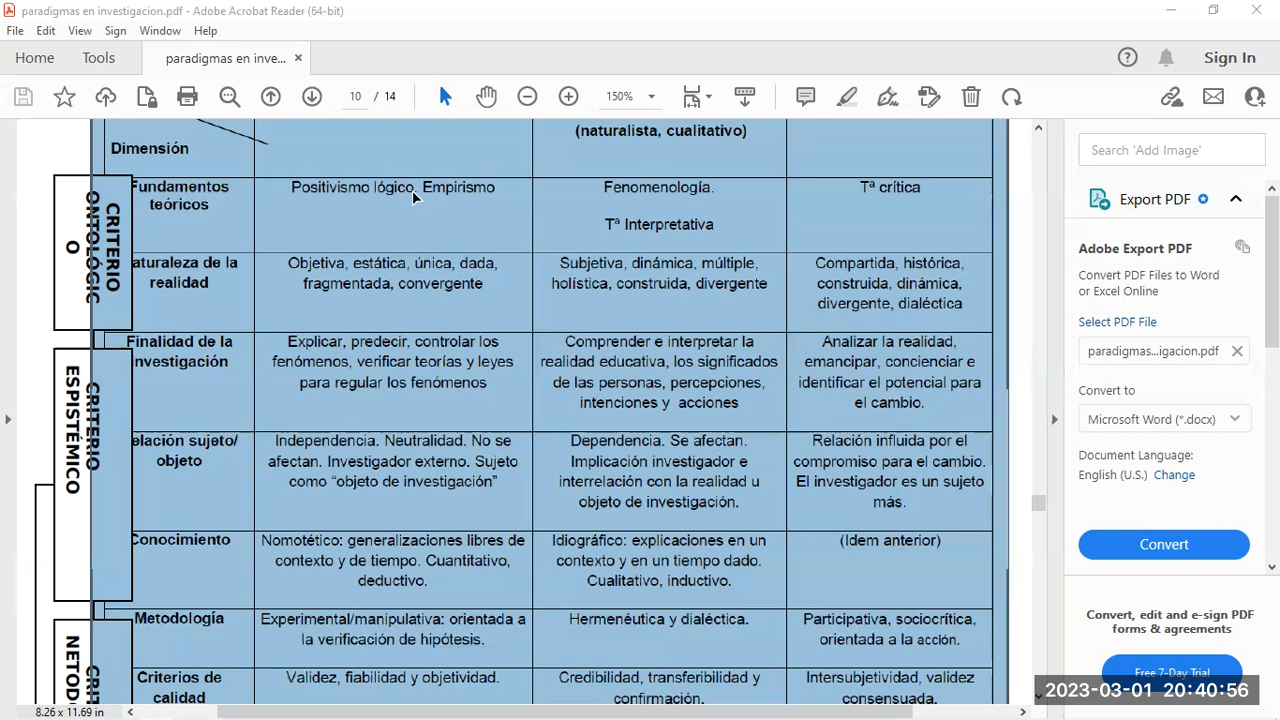 paradigmas en investigacion.pdf - Adobe Acrobat Reader (64-bit)
File Edit View Sign Window Help
Home Tools paradigmas en inve... × Sign In
10 / 14 150%
(naturalista, cualitativo)
Dimensión
Fundamentos teóricos
Positivismo lógico, Empirismo
Fenomenología.
Tª Interpretativa
Tª crítica
CRITERIO
ONTOLÓGIC
O
aturaleza de la
realidad
Objetiva, estática, única, dada,
fragmentada, convergente
Subjetiva, dinámica, múltiple,
holística, construida, divergente
Compartida, histórica,
construida, dinámica,
divergente, dialéctica
Finalidad de la
investigación
Explicar, predecir, controlar los
fenómenos, verificar teorías y leyes
para regular los fenómenos
Comprender e interpretar la
realidad educativa, los significados
de las personas, percepciones,
intenciones y acciones
Analizar la realidad,
emancipar, concienciar e
identificar el potencial para
el cambio.
CRITERIO
ESPISTÉMICO
elación sujeto/
objeto
Independencia. Neutralidad. No se
afectan. Investigador externo. Sujeto
como “objeto de investigación”
Dependencia. Se afectan.
Implicación investigador e
interrelación con la realidad u
objeto de investigación.
Relación influida por el
compromiso para el cambio.
El investigador es un sujeto
más.
Conocimiento
Nomotético: generalizaciones libres de
contexto y de tiempo. Cuantitativo,
deductivo.
Idiográfico: explicaciones en un
contexto y en un tiempo dado.
Cualitativo, inductivo.
(Idem anterior)
Metodología
Experimental/manipulativa: orientada a
la verificación de hipótesis.
Hermenéutica y dialéctica.
Participativa, sociocrítica,
orientada a la acción.
CRI
NETODO
Criterios de
calidad
Validez, fiabilidad y objetividad.
Credibilidad, transferibilidad y
confirmación.
Intersubjetividad, validez
consensuada.
8.26 x 11.69 in
Search 'Add Image'
Export PDF
Adobe Export PDF
Convert PDF Files to Word
or Excel Online
Select PDF File
paradigmas...igacion.pdf
Convert to
Microsoft Word (*.docx)
Document Language:
English (U.S.) Change
Convert
Convert, edit and e-sign PDF
forms & agreements
Free 7-Day Trial
2023-03-01 20:40:56